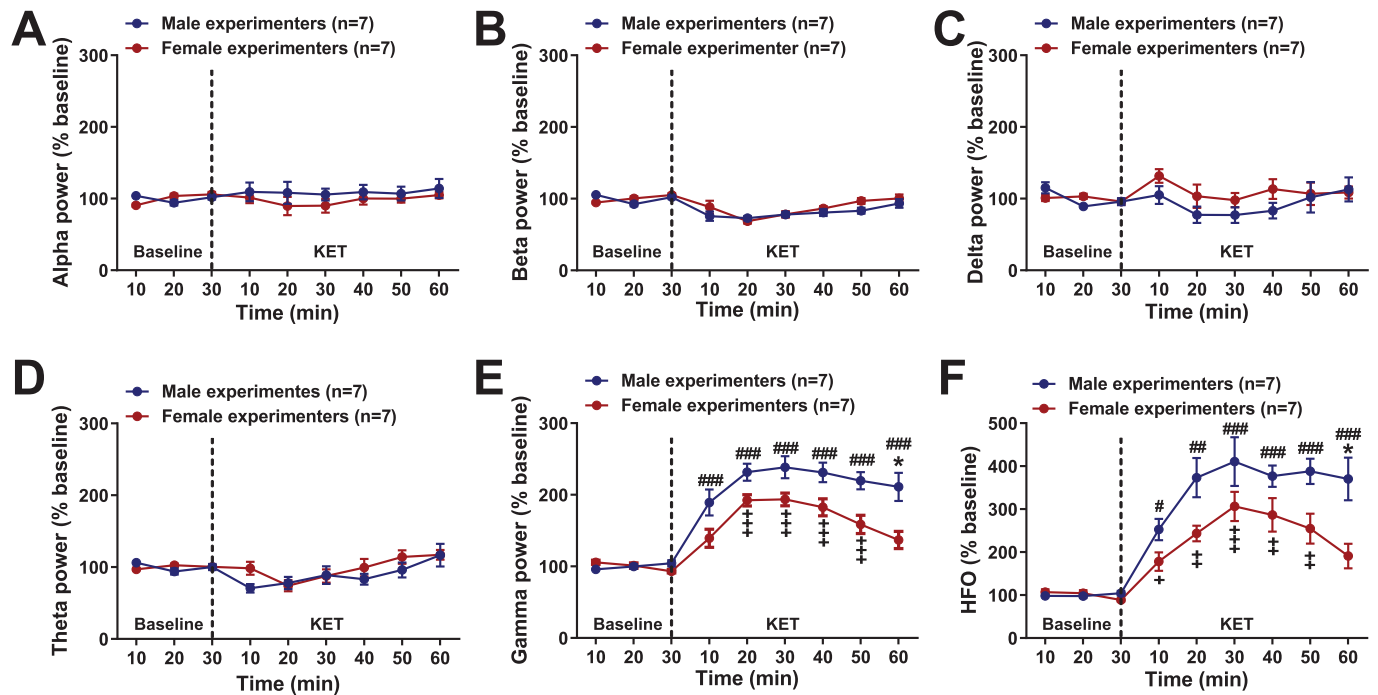 A
Male experimenters (n=7)
Female experimenters (n=7)
Alpha power (% baseline)
300
200
100
0
Baseline
KET
10 20 30 10 20 30 40 50 60
Time (min)
B
Male experimenters (n=7)
Female experimenter (n=7)
Beta power (% baseline)
300
200
100
0
Baseline
KET
10 20 30 10 20 30 40 50 60
Time (min)
C
Male experimenters (n=7)
Female experimenters (n=7)
Delta power (% baseline)
300
200
100
0
Baseline
KET
10 20 30 10 20 30 40 50 60
Time (min)
D
Male experimentes (n=7)
Female experimenters (n=7)
Theta power (% baseline)
300
200
100
0
Baseline
KET
10 20 30 10 20 30 40 50 60
Time (min)
E
Male experimenters (n=7)
Female experimenters (n=7)
Gamma power (% baseline)
300
200
100
0
### ### ### ### ### ###
*
‡‡‡ ‡‡‡ ‡‡‡ ‡‡‡
Baseline
KET
10 20 30 10 20 30 40 50 60
Time (min)
F
Male experimenters (n=7)
Female experimenters (n=7)
HFO (% baseline)
500
400
300
200
100
0
# ## ### ### ### ###
*
‡ ‡‡ ‡‡‡ ‡‡ ‡‡
Baseline
KET
10 20 30 10 20 30 40 50 60
Time (min)